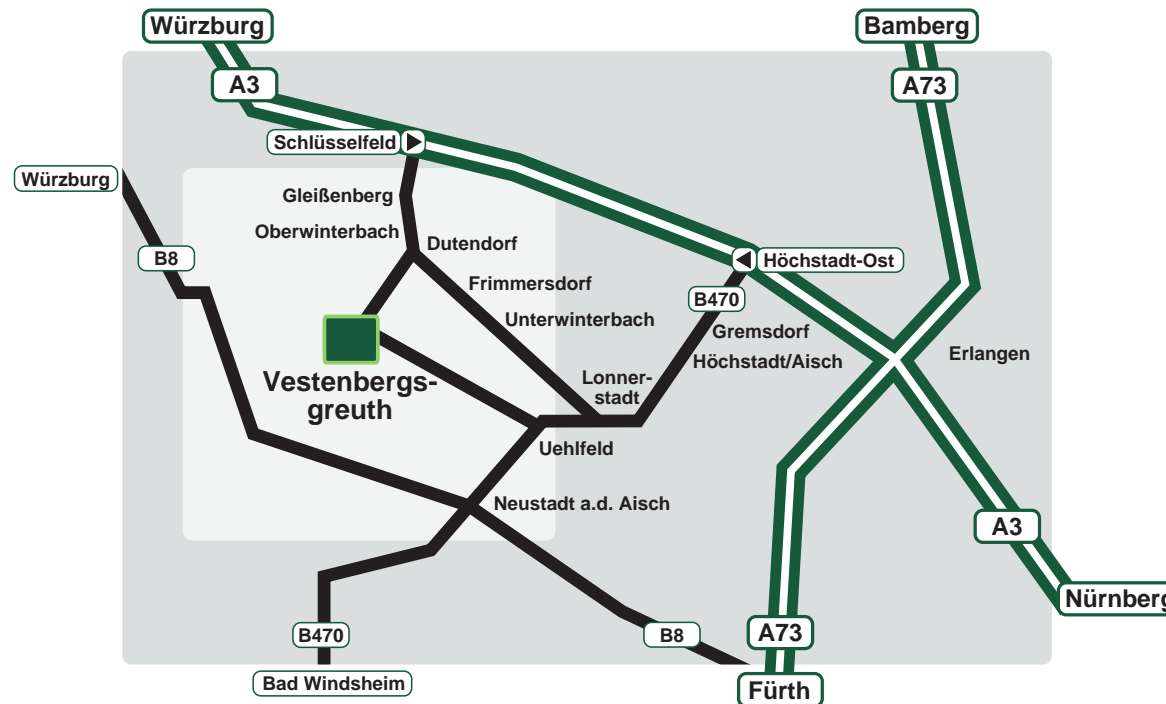 Würzburg
Bamberg
A3
A73
Schlüsselfeld
Würzburg
Gleißenberg
Oberwinterbach
Dutendorf
B8
Höchstadt-Ost
Frimmersdorf
B470
Unterwinterbach
Gremsdorf
Höchstadt/Aisch
Erlangen
Vestenbergs-
greuth
Lonner-
stadt
Uehlfeld
Neustadt a.d. Aisch
A3
Nürnberg
B470
B8
A73
Bad Windsheim
Fürth